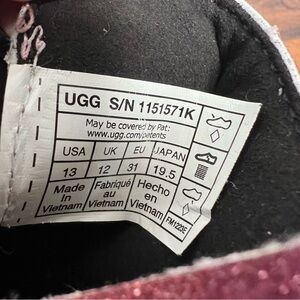 UGG S/N 1151571K
May be covered by Pat:
www.ugg.com/patents
USA UK EU JAPAN
13 12 31 19.5
Made in Vietnam
Fabriqué au Vietnam
Hecho en Vietnam
FM1222E